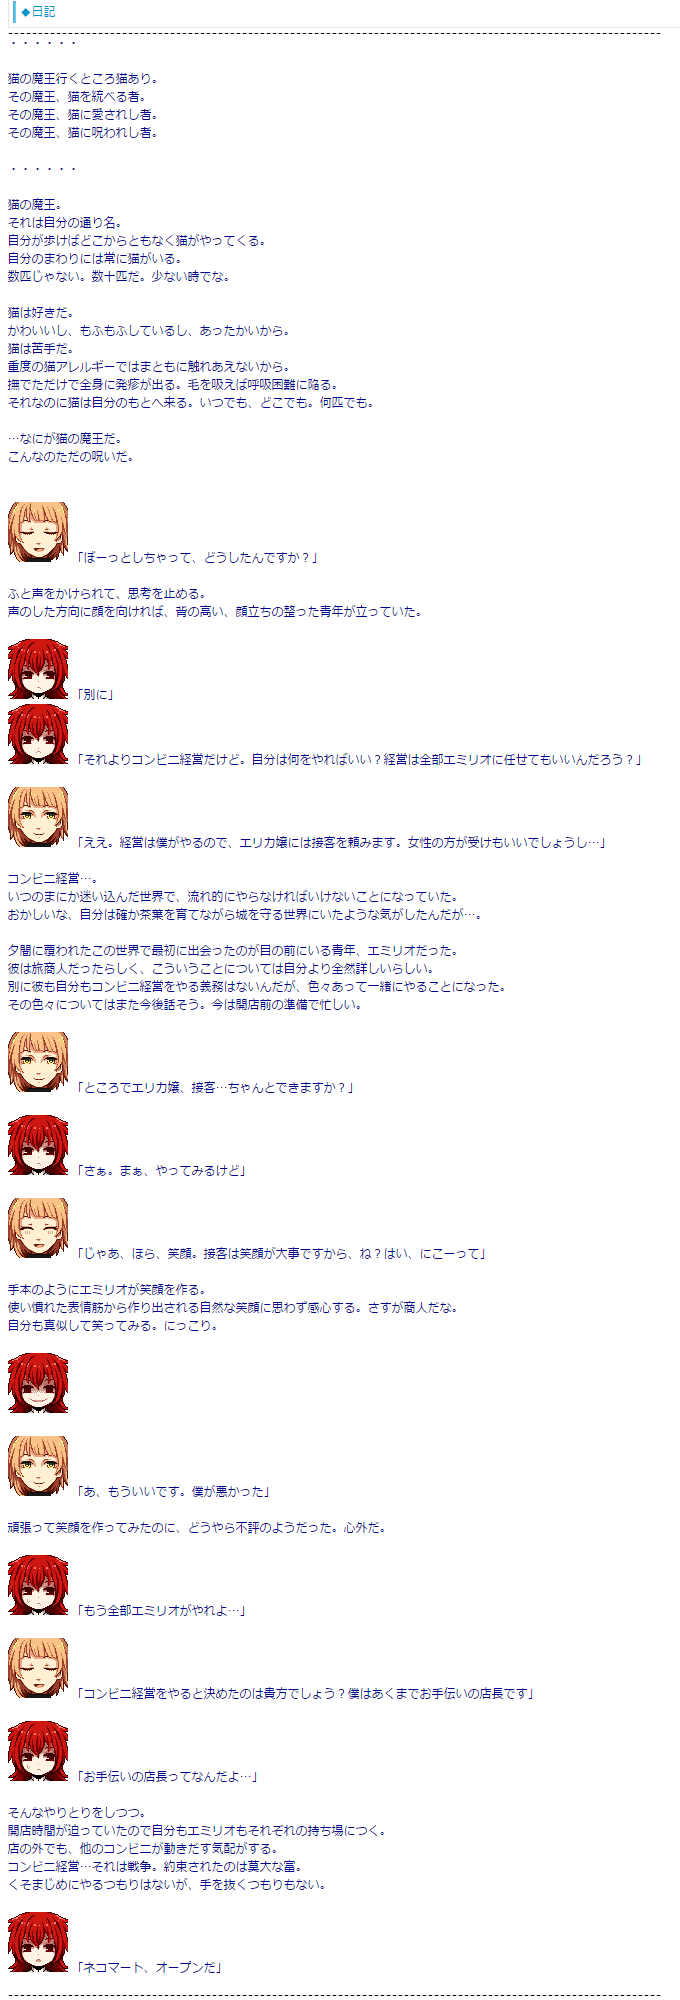 ◆日記
・・・・・・
猫の魔王行くところ猫あり。
その魔王、猫を統べる者。
その魔王、猫に愛されし者。
その魔王、猫に呪われし者。
・・・・・・
猫の魔王。
それは自分の通り名。
自分が歩けばどこからともなく猫がやってくる。
自分のまわりには常に猫がいる。
数匹じゃない。数十匹だ。少ない時でな。
猫は好きだ。
かわいいし、もふもふしているし、あったかいから。
猫は苦手だ。
重度の猫アレルギーではまともに触れあえないから。
撫でただけで全身に発疹が出る。毛を吸えば呼吸困難に陥る。
それなのに猫は自分のもとへ来る。いつでも、どこでも。何匹でも。
…なにが猫の魔王だ。
こんなのただの呪いだ。
「ぼーっとしちゃって、どうしたんですか？」
ふと声をかけられて、思考を止める。
声のした方向に顔を向ければ、背の高い、顔立ちの整った青年が立っていた。
「別に」
「それよりコンビニ経営だけど。自分は何をやればいい？経営は全部エミリオに任せてもいいんだろう？」
「ええ。経営は僕がやるので、エリカ嬢には接客を頼みます。女性の方が受けもいいでしょうし…」
コンビニ経営…。
いつのまにか迷い込んだ世界で、流れ的にやらなければいけないことになっていた。
おかしいな、自分は確か茶葉を育てながら城を守る世界にいたような気がしたんだが…。
夕闇に覆われたこの世界で最初に出会ったのが目の前にいる青年、エミリオだった。
彼は旅商人だったらしく、こういうことについては自分より全然詳しいらしい。
別に彼も自分もコンビニ経営をやる義務はないんだが、色々あって一緒にやることになった。
その色々についてはまた今後話そう。今は開店前の準備で忙しい。
「ところでエリカ嬢、接客…ちゃんとできますか？」
「さぁ。まぁ、やってみるけど」
「じゃあ、ほら、笑顔。接客は笑顔が大事ですから、ね？はい、にこーって」
手本のようにエミリオが笑顔を作る。
使い慣れた表情筋から作り出される自然な笑顔に思わず感心する。さすが商人だな。
自分も真似して笑ってみる。にっこり。
「あ、もういいです。僕が悪かった」
頑張って笑顔を作ってみたのに、どうやら不評のようだった。心外だ。
「もう全部エミリオがやれよ…」
「コンビニ経営をやると決めたのは貴方でしょう？僕はあくまでお手伝いの店長です」
「お手伝いの店長ってなんだよ…」
そんなやりとりをしつつ。
開店時間が迫っていたので自分もエミリオもそれぞれの持ち場につく。
店の外でも、他のコンビニが動きだす気配がする。
コンビニ経営…それは戦争。約束されたのは莫大な富。
くそまじめにやるつもりはないが、手を抜くつもりもない。
「ネコマート、オープンだ」